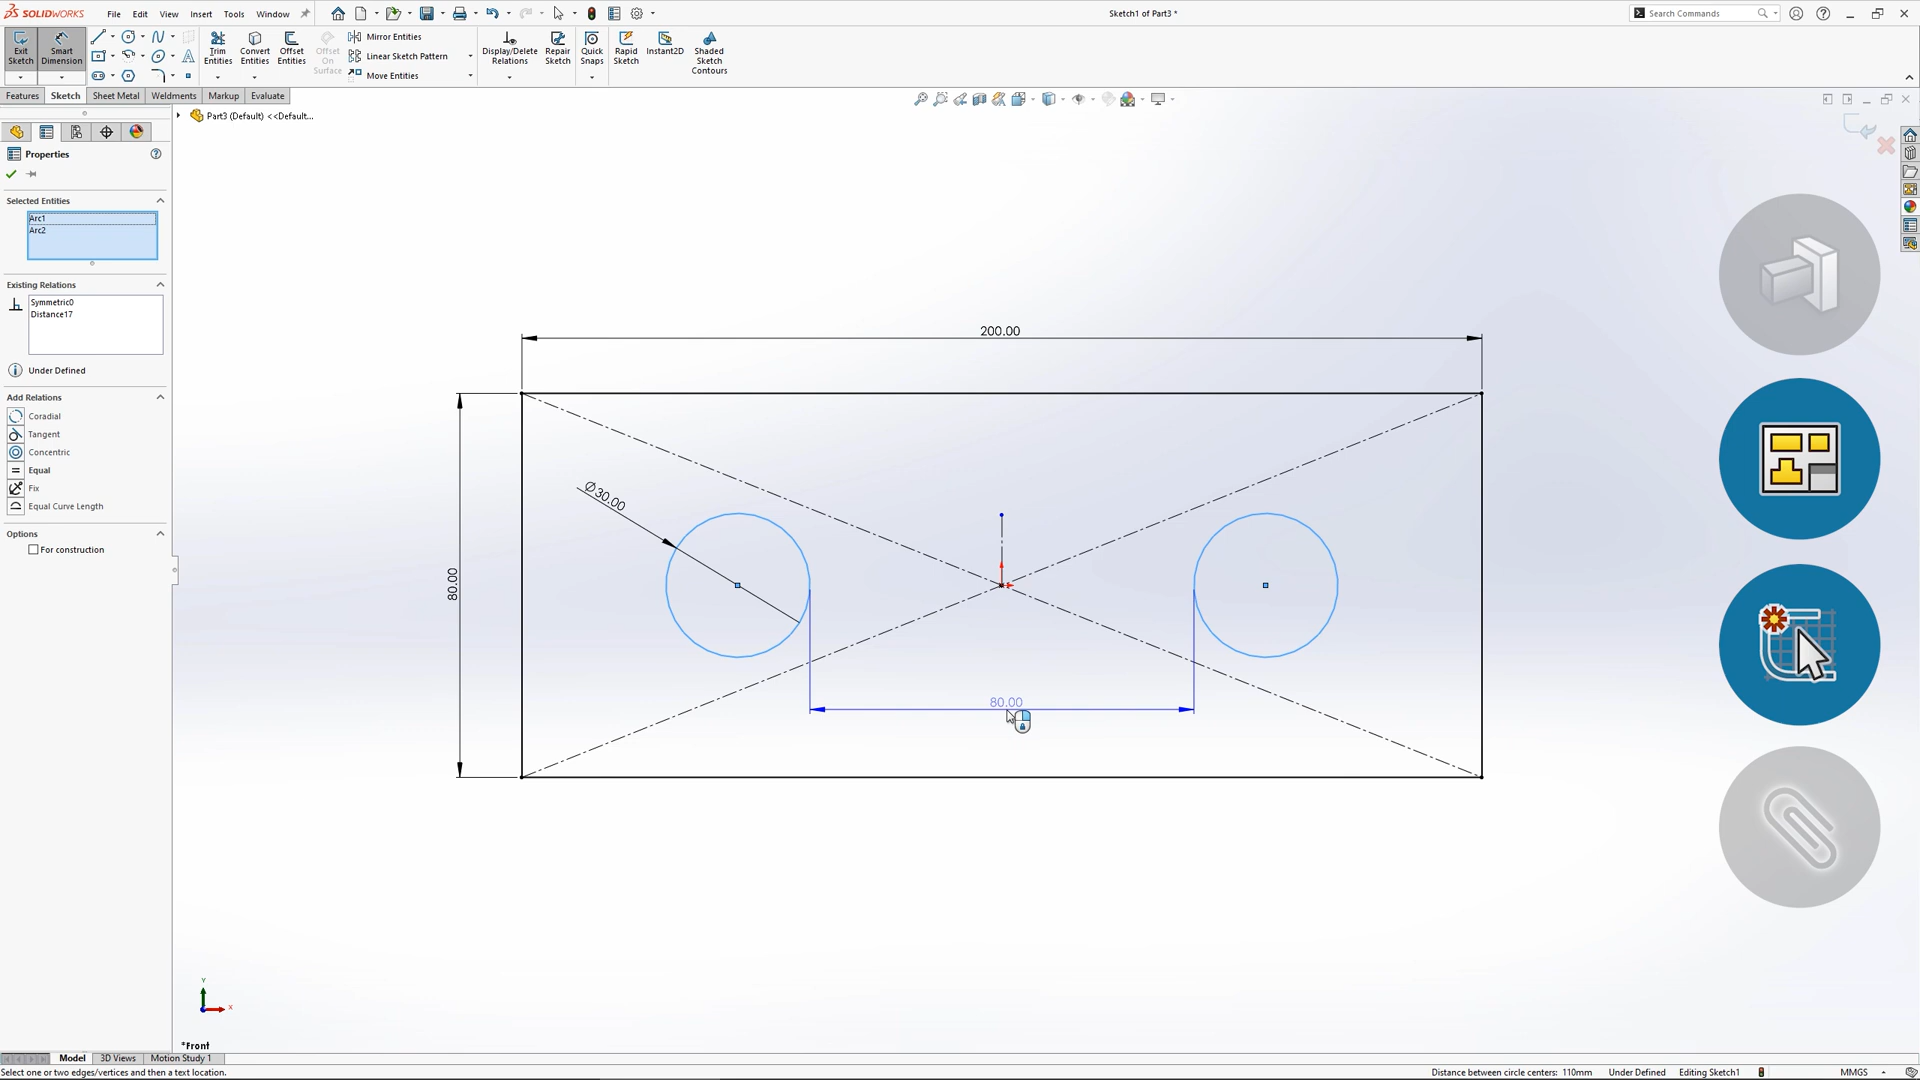 SOLIDWORKS
File Edit View Insert Tools Window
Sketch1 of Part3 *
Search Commands
Exit Sketch
Smart Dimension
Trim Entities
Convert Entities
Offset Entities
Offset On Surface
Mirror Entities
Linear Sketch Pattern
Move Entities
Display/Delete Relations
Repair Sketch
Quick Snaps
Rapid Sketch
Instant2D
Shaded Sketch Contours
Features Sketch Sheet Metal Weldments Markup Evaluate
Part3 (Default) <<Default...
Properties
Selected Entities
Arc1
Arc2
Existing Relations
Symmetric0
Distance17
Under Defined
Add Relations
Coradial
Tangent
Concentric
Equal
Fix
Equal Curve Length
Options
For construction
200.00
Ø30.00
80.00
80.00
Y
X
*Front
Model 3D Views Motion Study 1
Select one or two edges/vertices and then a text location.
Distance between circle centers: 110mm Under Defined Editing Sketch1 MMGS